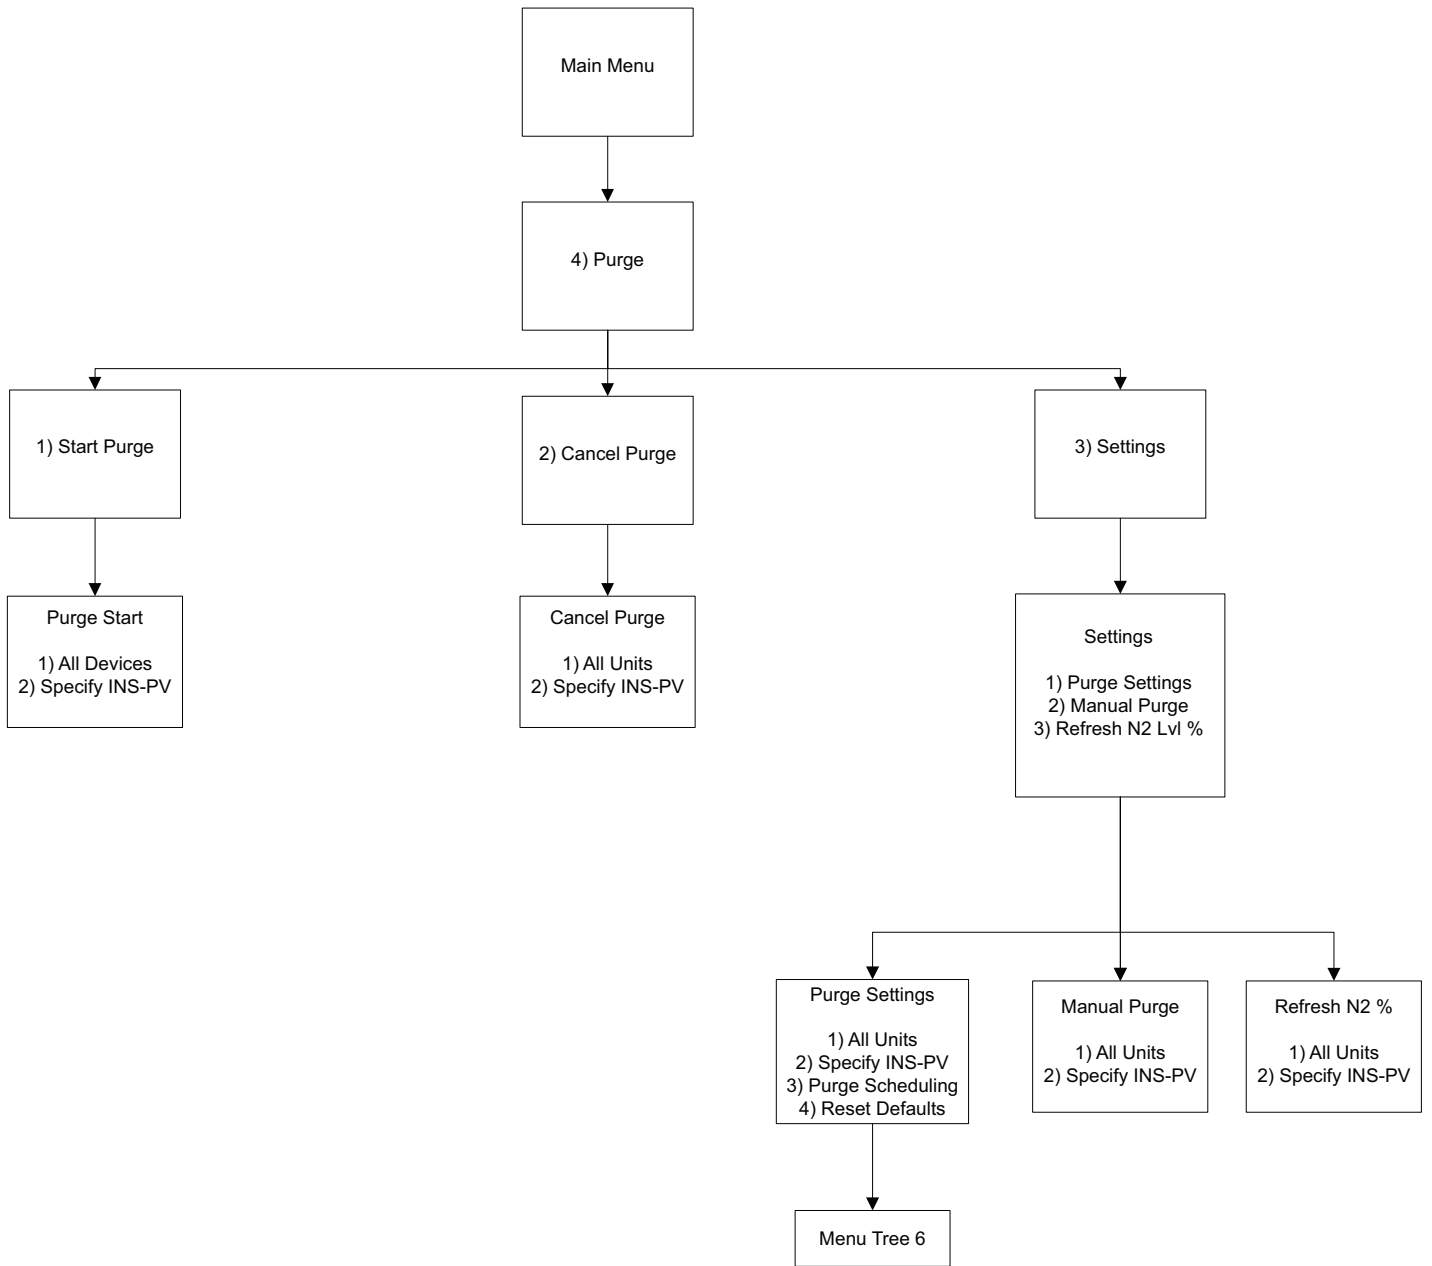 Main Menu
4) Purge
1) Start Purge
2) Cancel Purge
3) Settings
Purge Start
1) All Devices
2) Specify INS-PV
Cancel Purge
1) All Units
2) Specify INS-PV
Settings
1) Purge Settings
2) Manual Purge
3) Refresh N2 Lvl %
Purge Settings
1) All Units
2) Specify INS-PV
3) Purge Scheduling
4) Reset Defaults
Manual Purge
1) All Units
2) Specify INS-PV
Refresh N2 %
1) All Units
2) Specify INS-PV
Menu Tree 6